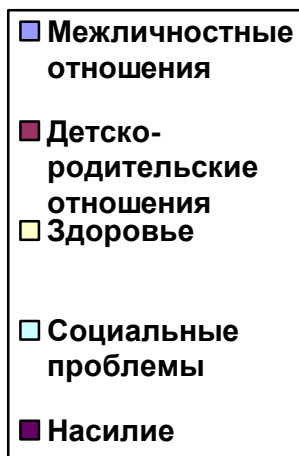 Межличностные
отношения
Детско-
родительские
отношения
Здоровье
Социальные
проблемы
Насилие